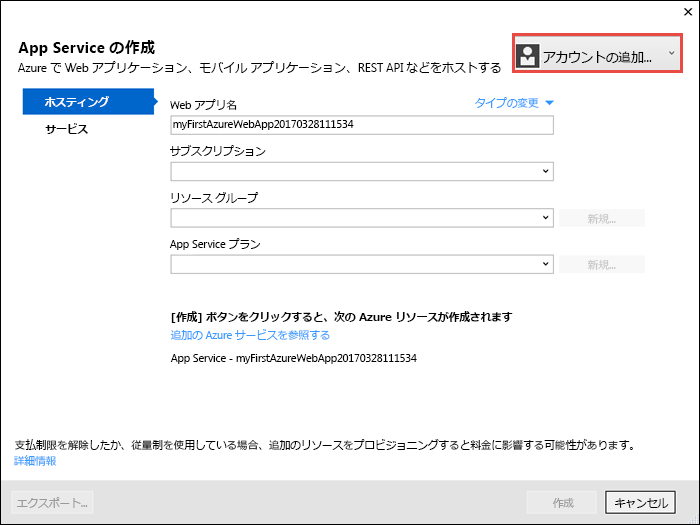 App Service の作成
Azure で Web アプリケーション、モバイル アプリケーション、REST API などをホストする
アカウントの追加...
ホスティング
サービス
Web アプリ名
タイプの変更
myFirstAzureWebApp20170328111534
サブスクリプション
リソース グループ
新規...
App Service プラン
新規...
[作成] ボタンをクリックすると、次の Azure リソースが作成されます
追加の Azure サービスを参照する
App Service - myFirstAzureWebApp20170328111534
支払制限を解除したか、従量制を使用している場合、追加のリソースをプロビジョニングすると料金に影響する可能性があります。
詳細情報
エクスポート...
作成
キャンセル